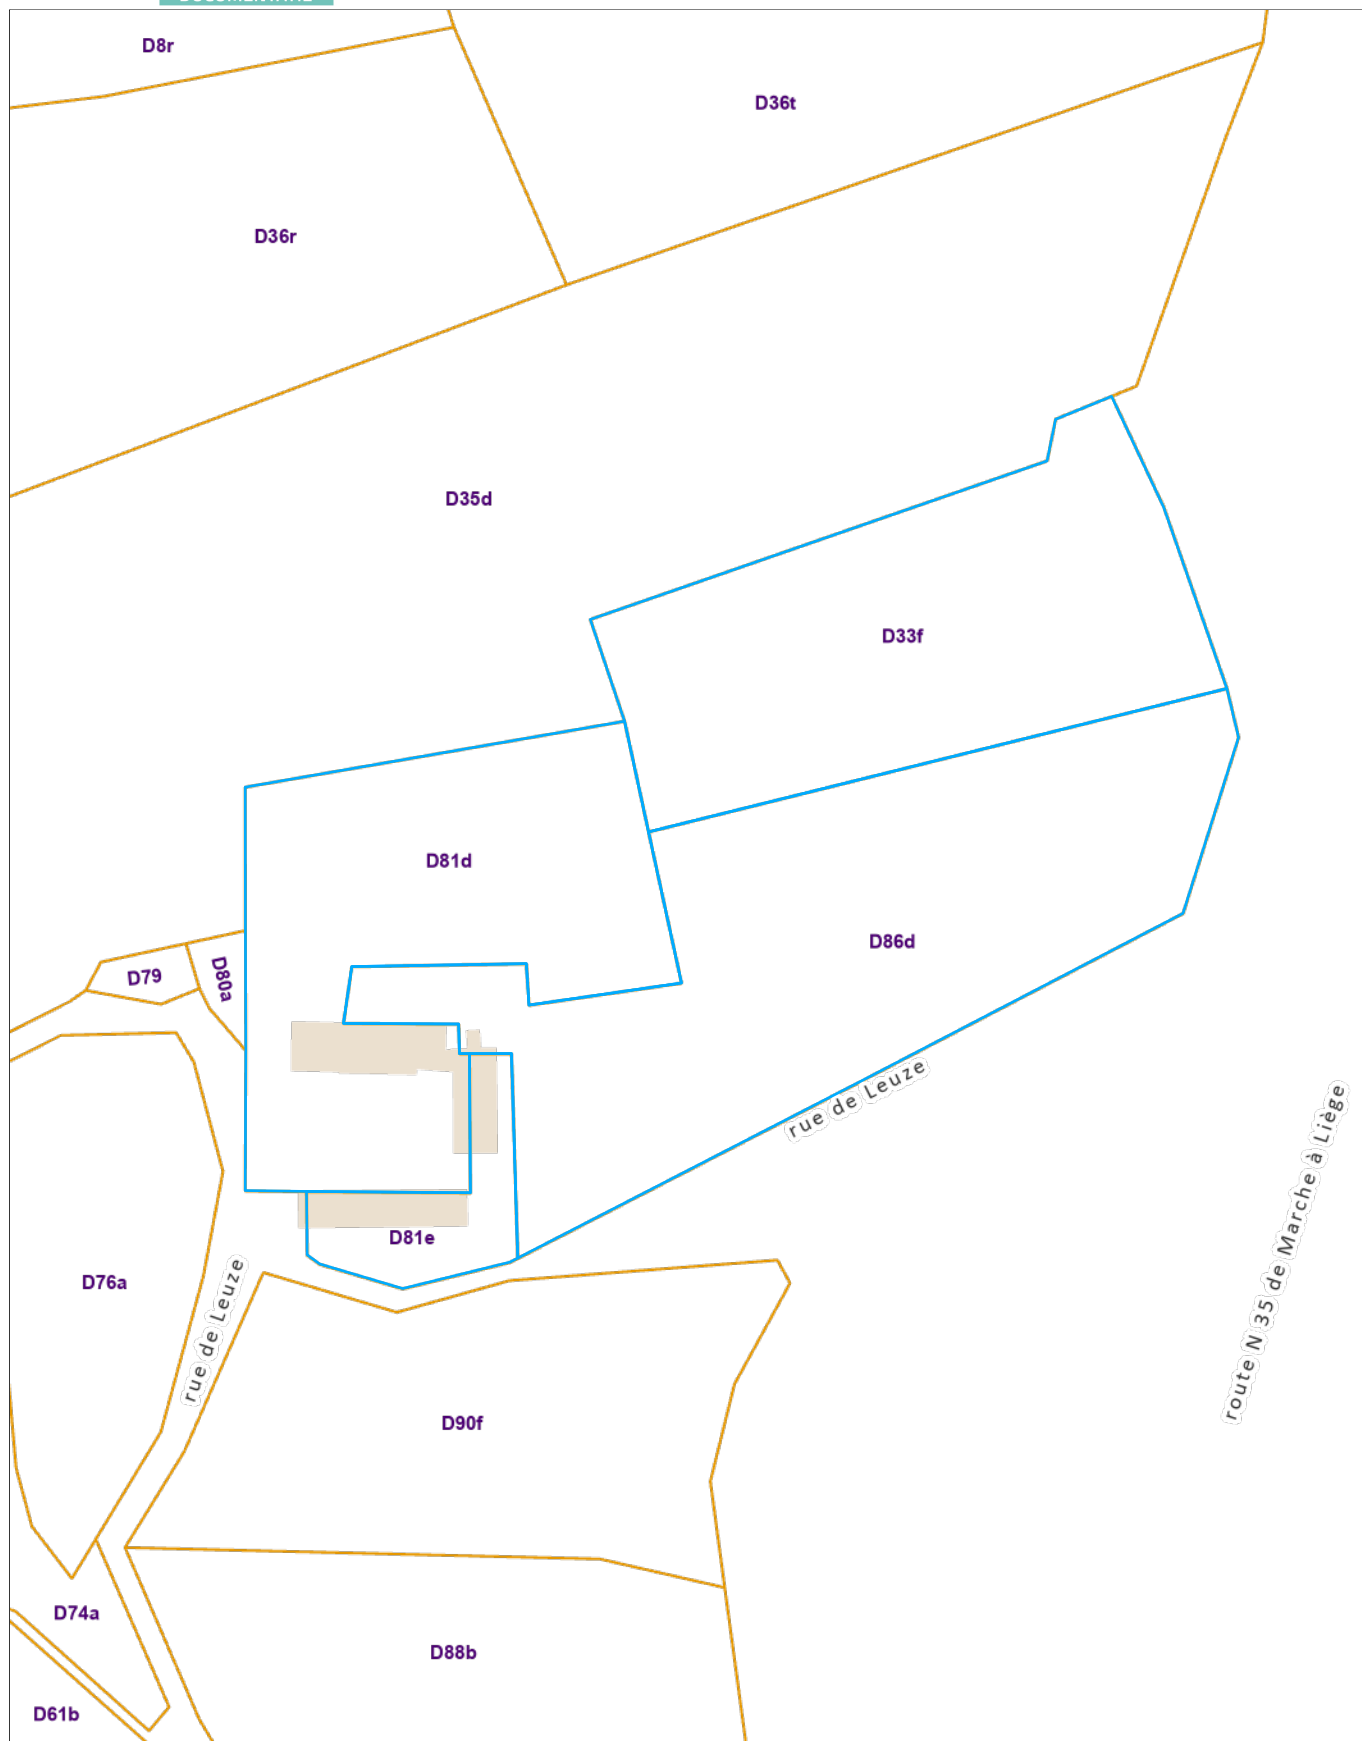 D8r
D36t
D36r
D35d
D33f
D81d
D86d
D79
D80a
rue de Leuze
route N 35 de Marche à Liège
D81e
D76a
rue de Leuze
D90f
D74a
D88b
D61b